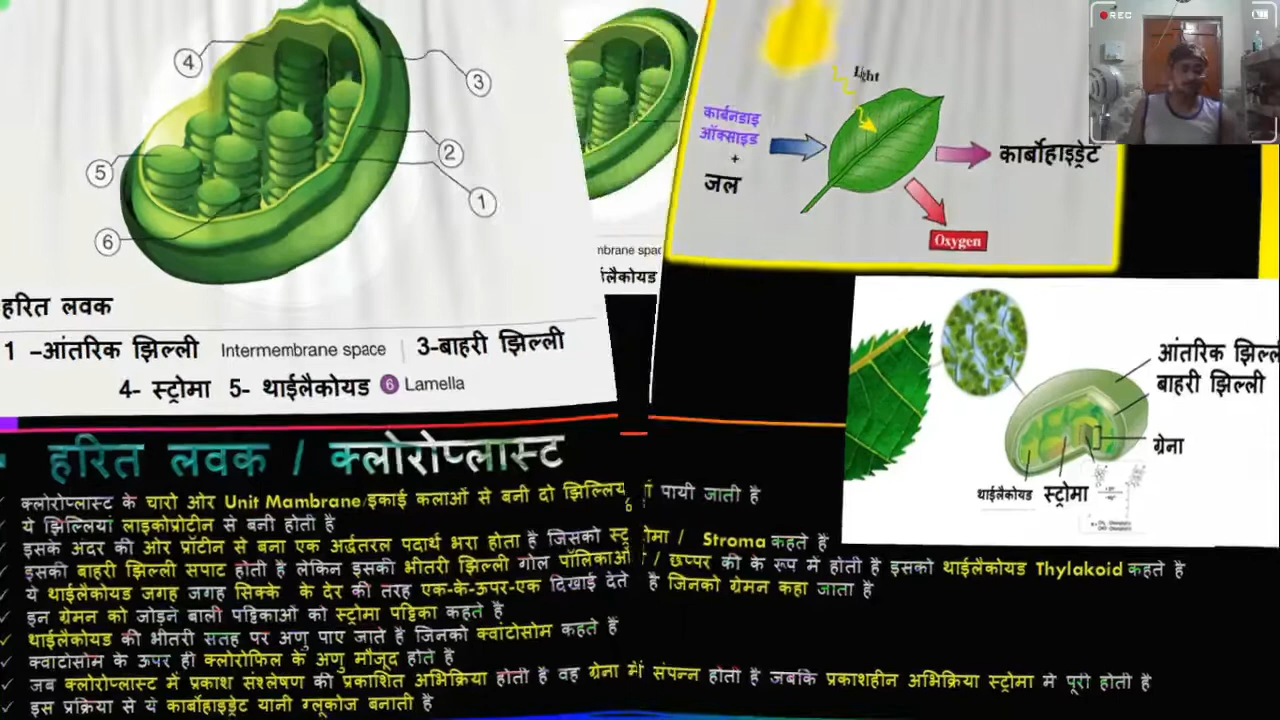 4
3
2
5
1
6
हरित लवक
1 –आंतरिक झिल्ली Intermembrane space 3-बाहरी झिल्ली
4- स्ट्रोमा 5- थाईलैकोयड 6 Lamella
mbrane spac
ाईलैकोयड
Light
कार्बनडाइ
ऑक्साइड
+
जल
कार्बोहाइड्रेट
Oxygen
REC
आंतरिक झिल्
बाहरी झिल्ली
ग्रेना
थाईलैकोयड स्ट्रोमा
हरित लवक / क्लोरोप्लास्ट
✓ क्लोरोप्लास्ट के चारो ओर Unit Mambrane/इकाई कलाओं से बनी दो झिल्लियां पायी जाती है
✓ ये झिल्लियां लाइकोप्रोटीन से बनी होती है
✓ इसके अंदर की ओर प्रॉटीन से बना एक अर्द्धतरल पदार्थ भरा होता है जिसको स्ट्रोमा / Stroma कहते है
✓ इसकी बाहरी झिल्ली सपाट होती है लेकिन इसकी भीतरी झिल्ली गोल पॉलिकाओं / छप्पर की के रूप मे होती है इसको थाईलैकोयड Thylakoid कहते है
✓ ये थाईलैकोयड जगह जगह सिक्के के देर की तरह एक-के-ऊपर-एक दिखाई देते है जिनको ग्रेमन कहा जाता है
✓ इन ग्रेमन को जोड़ने बाली पट्टिकाओं को स्ट्रोमा पट्टिका कहते है
✓ थाईलैकोयड की भीतरी सतह पर अणु पाए जाते है जिनको क्वांटोसोम कहते है
✓ क्वाटोसोम के ऊपर ही क्लोरोफिल के अणु मौजूद होते है
✓ जब क्लोरोप्लास्ट में प्रकाश संश्लेषण की प्रकाशित अभिक्रिया होती है वह ग्रेना में संपन्न होती है जबकि प्रकाशहीन अभिक्रिया स्ट्रोमा मे पूरी होती है
✓ इस प्रक्रिया से ये कार्बोहाइड्रेट यानी ग्लूकोज बनाती है